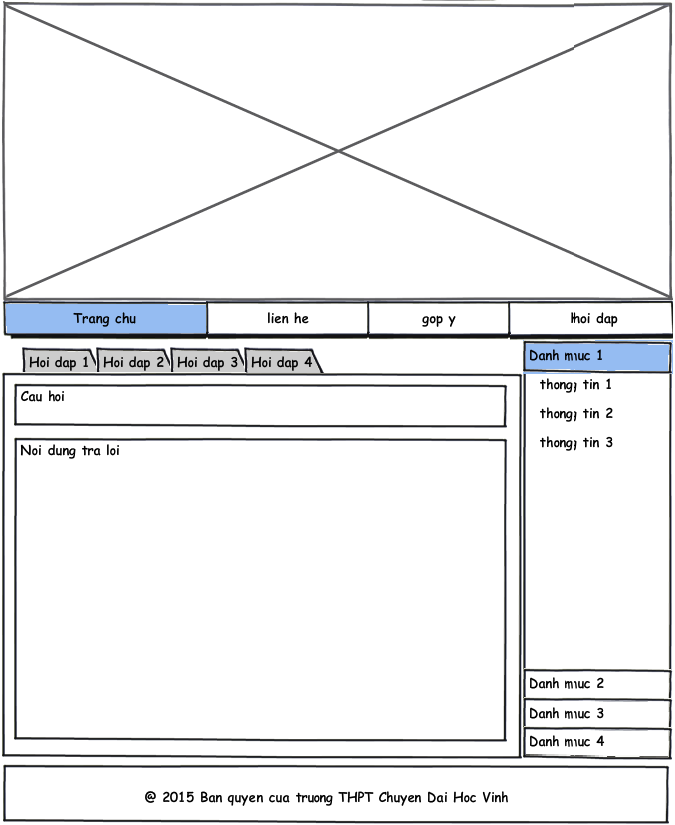 Trang chu
lien he
gop y
hoi dap
Hoi dap 1
Hoi dap 2
Hoi dap 3
Hoi dap 4
Cau hoi
Noi dung tra loi
Danh muc 1
thong tin 1
thong tin 2
thong tin 3
Danh muc 2
Danh muc 3
Danh muc 4
@ 2015 Ban quyen cua truong THPT Chuyen Dai Hoc Vinh